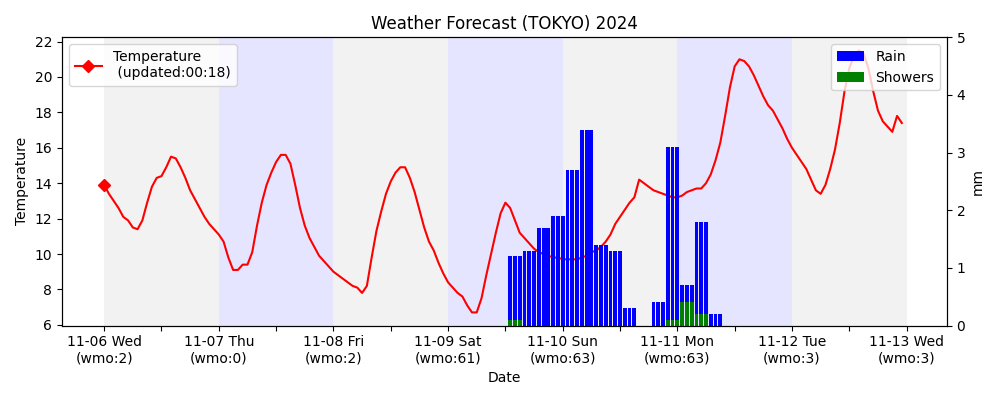 Weather Forecast (TOKYO) 2024
Temperature
(updated:00:18)
Rain
Showers
22
20
18
16
14
12
10
8
6
Temperature
5
4
3
2
1
0
mm
11-06 Wed
(wmo:2)
11-07 Thu
(wmo:0)
11-08 Fri
(wmo:2)
11-09 Sat
(wmo:61)
11-10 Sun
(wmo:63)
11-11 Mon
(wmo:63)
11-12 Tue
(wmo:3)
11-13 Wed
(wmo:3)
Date